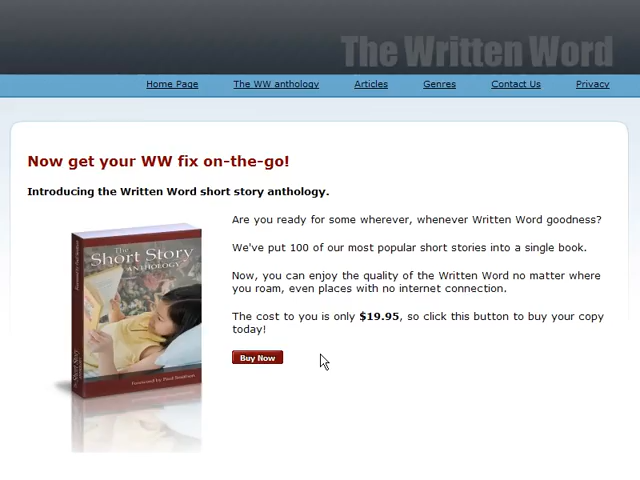 The Written Word
Home Page The WW anthology Articles Genres Contact Us Privacy
Now get your WW fix on-the-go!
Introducing the Written Word short story anthology.
Are you ready for some wherever, whenever Written Word goodness?
We've put 100 of our most popular short stories into a single book.
Now, you can enjoy the quality of the Written Word no matter where
you roam, even places with no internet connection.
The cost to you is only $19.95, so click this button to buy your copy
today!
Buy Now
The
Short Story
ANTHOLOGY